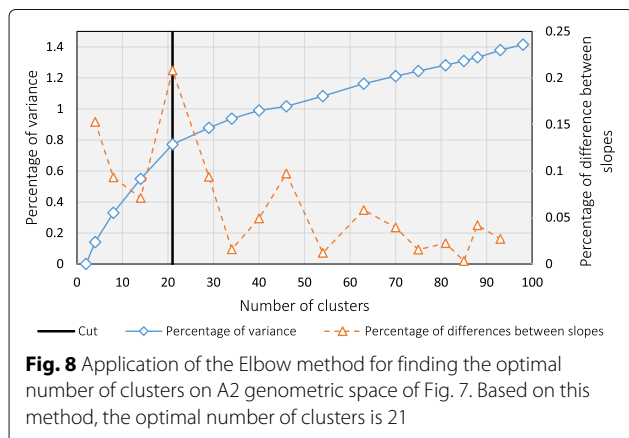 0.25
1.4
1.2
0.2
1
0.15
0.8
0.6
0.1
0.4
0.05
0.2
0
0
Percentage of variance
Percentage of difference between
slopes
0 10 20 30 40 50 60 70 80 90 100
Number of clusters
Cut Percentage of variance Percentage of differences between slopes
Fig. 8 Application of the Elbow method for finding the optimal
number of clusters on A2 genometric space of Fig. 7. Based on this
method, the optimal number of clusters is 21